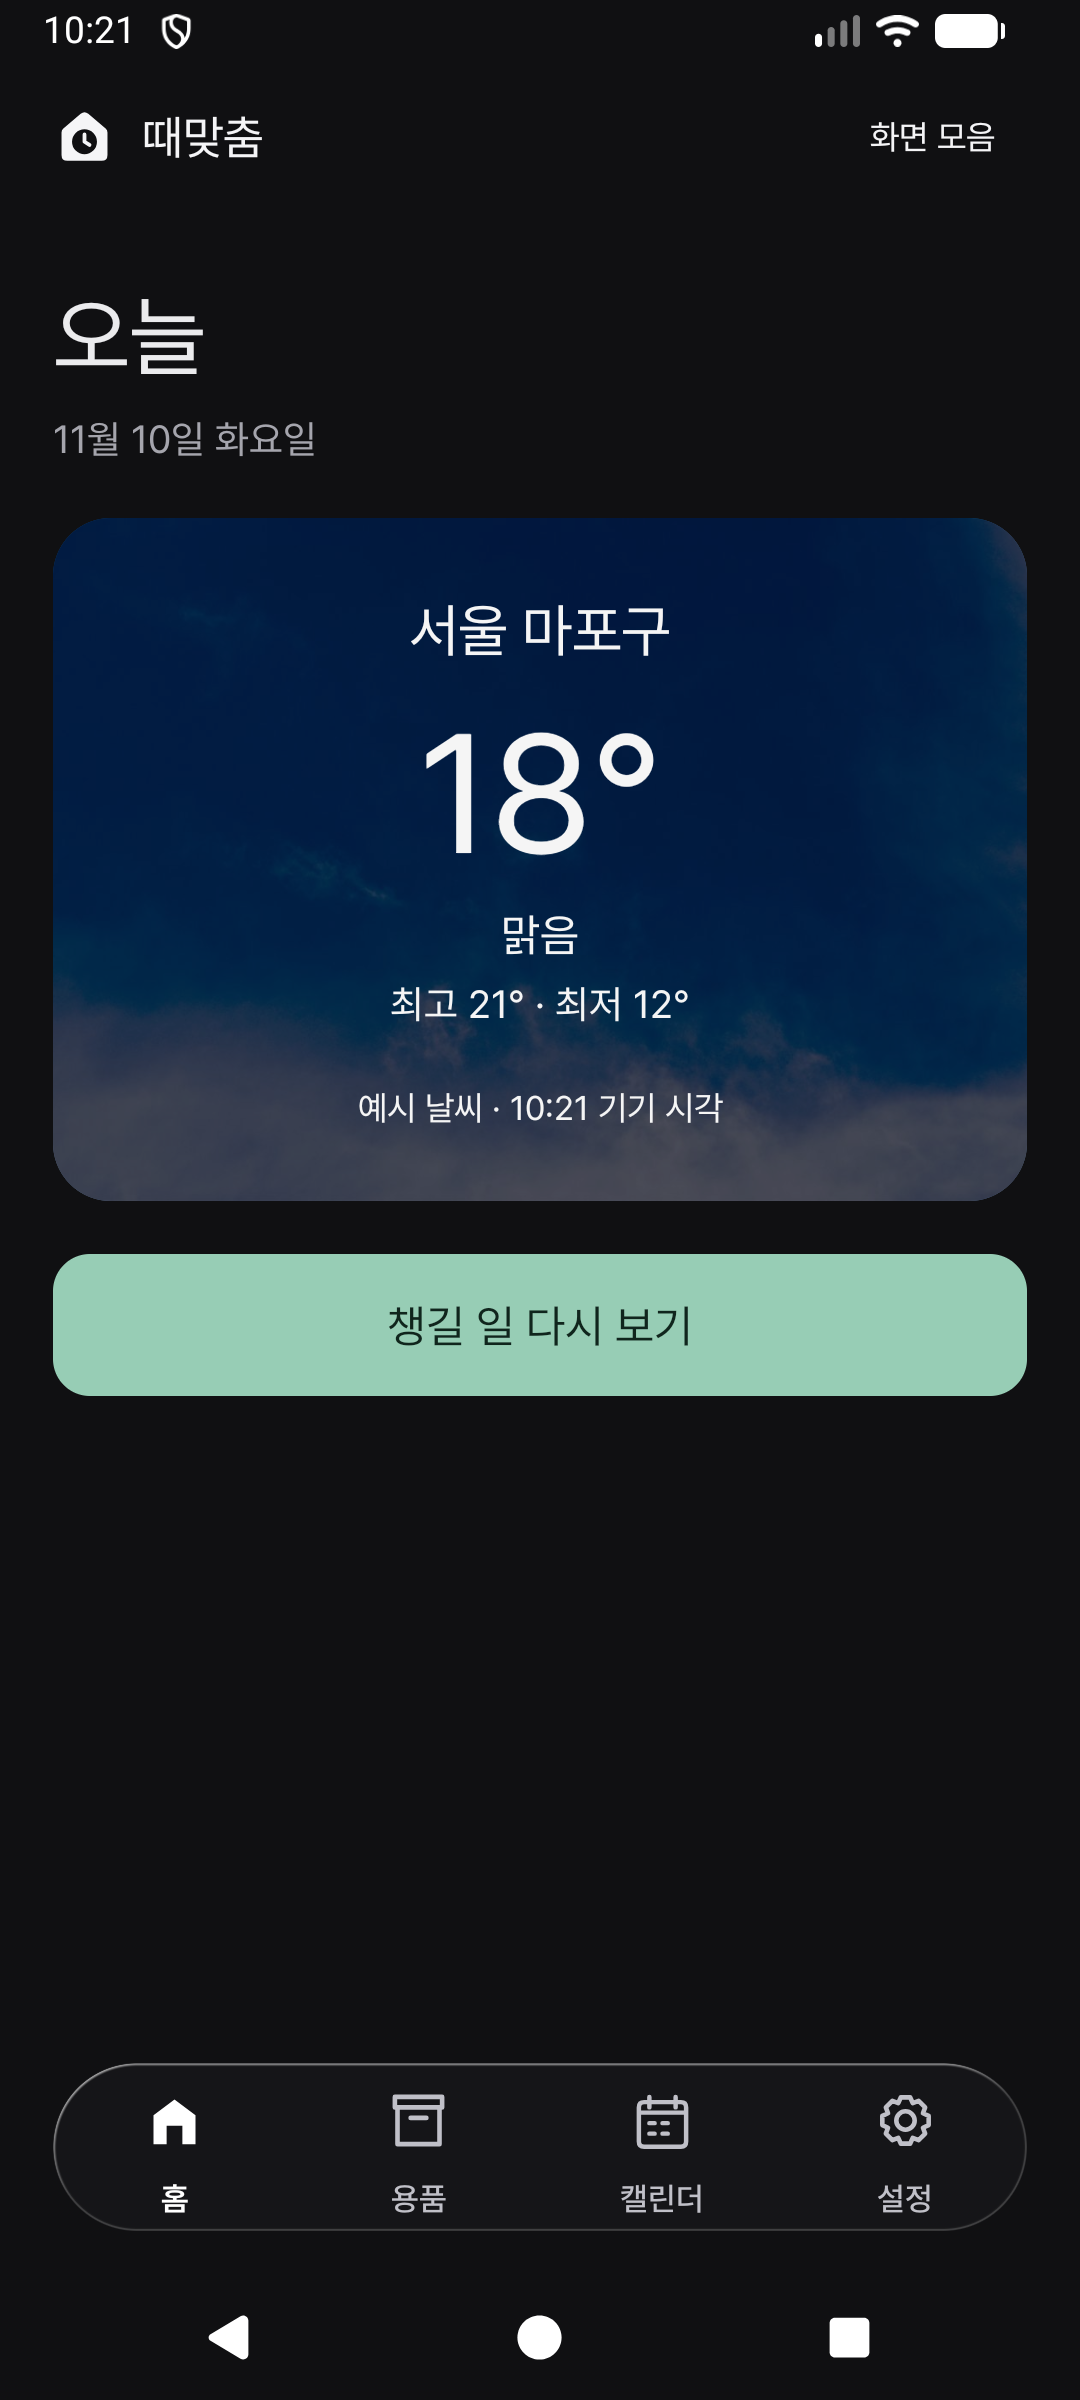 10:21
때맞춤
화면 모음
오늘
11월 10일 화요일
서울 마포구
18°
맑음
최고 21° · 최저 12°
예시 날씨 · 10:21 기기 시각
챙길 일 다시 보기
홈
용품
캘린더
설정